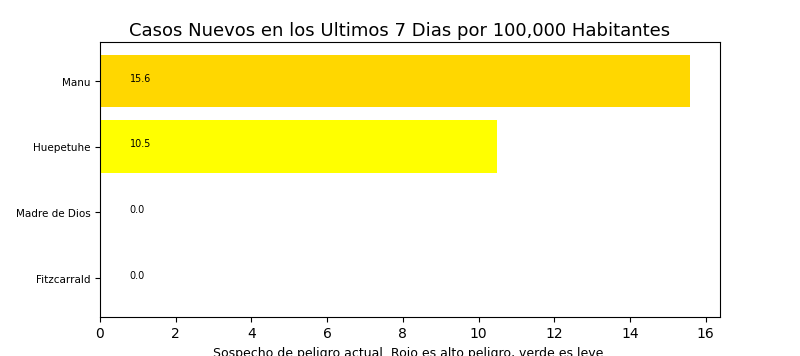 Casos Nuevos en los Ultimos 7 Dias por 100,000 Habitantes
Manu
15.6
Huepetuhe
10.5
Madre de Dios
0.0
Fitzcarrald
0.0
0 2 4 6 8 10 12 14 16
Sospecho de peligro actual. Rojo es alto peligro, verde es leve